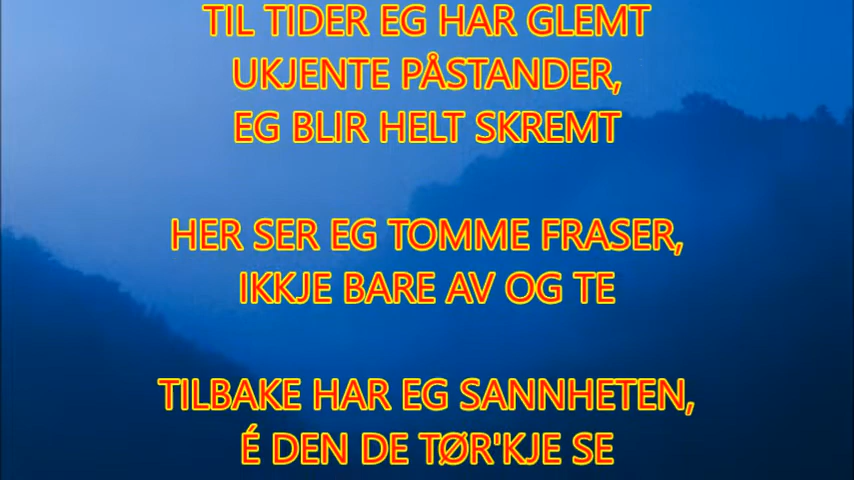 TIL TIDER EG HAR GLEMT
UKJENTE PÅSTANDER,
EG BLIR HELT SKREMT
HER SER EG TOMME FRASER,
IKKJE BARE AV OG TE
TILBAKE HAR EG SANNHETEN,
É DEN DE TØR'KJE SE